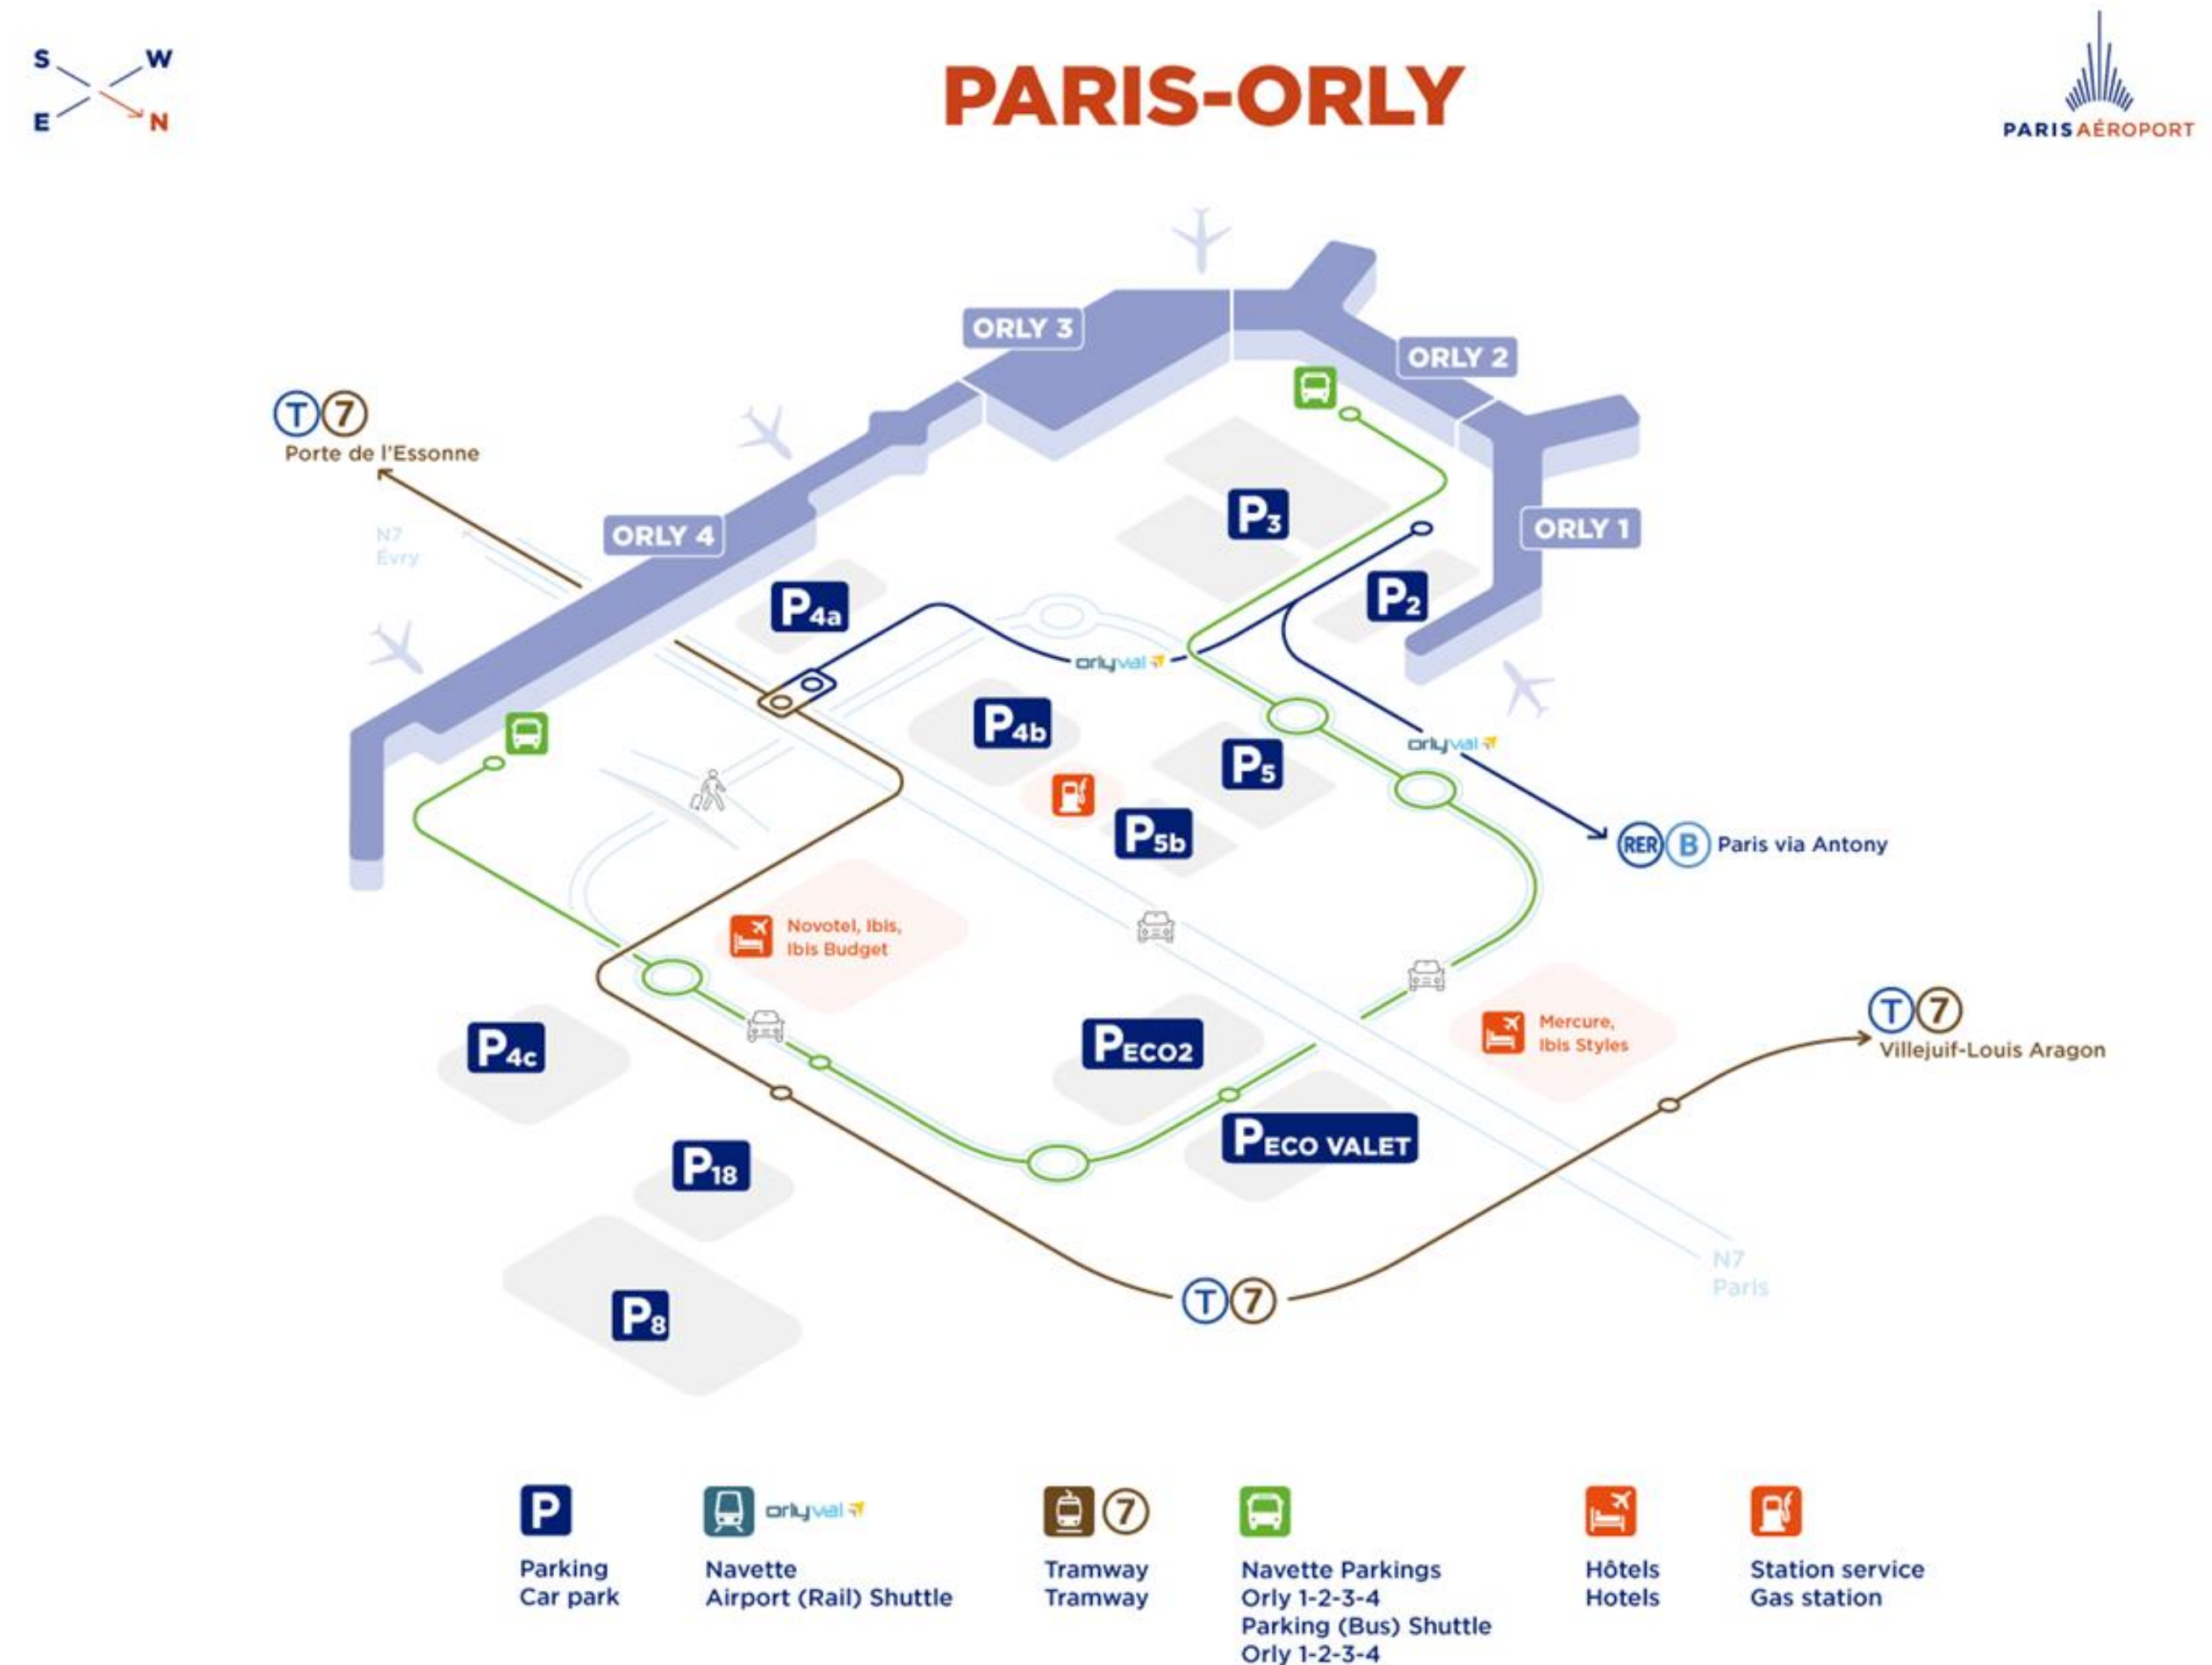 S
W
E
N
PARIS-ORLY
PARIS AÉROPORT
ORLY 3
ORLY 2
T 7
Porte de l'Essonne
N7
Évry
ORLY 4
P3
ORLY 1
P4a
P2
orlyval
P4b
orlyval
P5
P5b
RER B Paris via Antony
Novotel, Ibis,
Ibis Budget
P4c
PECO2
Mercure,
Ibis Styles
T 7
Villejuif-Louis Aragon
PECO VALET
P18
N7
Paris
T 7
P8
P
Parking
Car park
orlyval
Navette
Airport (Rail) Shuttle
7
Tramway
Tramway
Navette Parkings
Orly 1-2-3-4
Parking (Bus) Shuttle
Orly 1-2-3-4
Hôtels
Hotels
Station service
Gas station